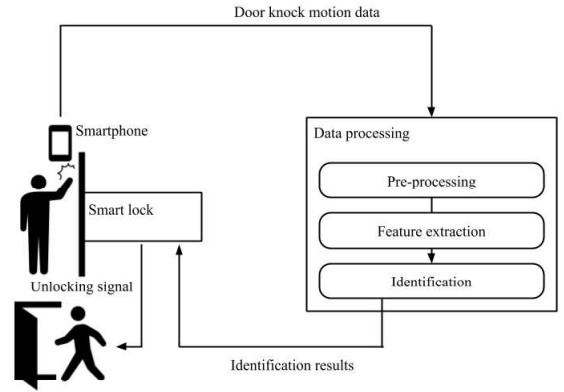 Door knock motion data
Smartphone
Data processing
Pre-processing
Smart lock
Feature extraction
Identification
Unlocking signal
Identification results